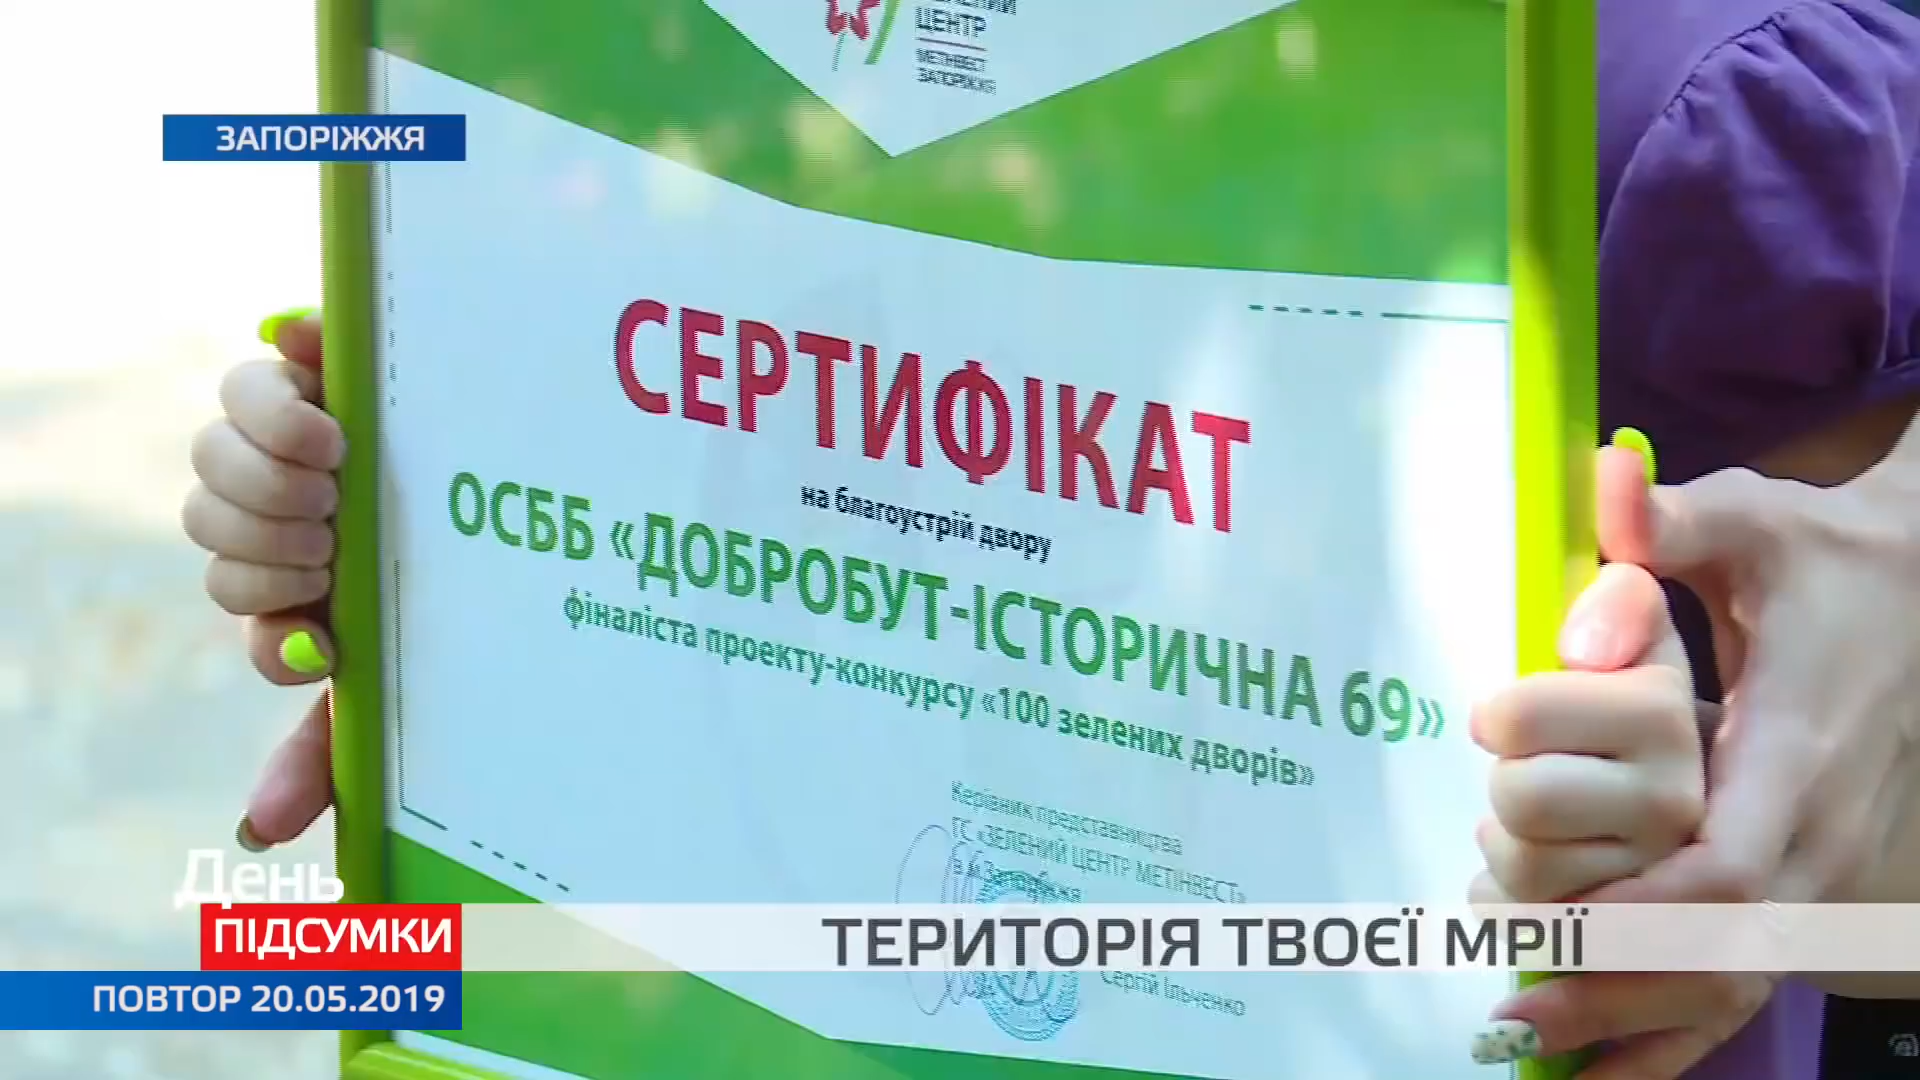 ЦЕНТР
МЕТІНВЕСТ
ЗАПОРІЖЖЯ
ЗАПОРІЖЖЯ
СЕРТИФІКАТ
на благоустрій двору
ОСББ «ДОБРОБУТ-ІСТОРИЧНА 69»
фіналіста проекту-конкурсу «100 зелених дворів»
Керівник представництва
ГС «ЗЕЛЕНИЙ ЦЕНТР МЕТІНВЕСТ»
Сергій Ільченко
День
ПІДСУМКИ
ТЕРИТОРІЯ ТВОЄЇ МРІЇ
ПОВТОР 20.05.2019